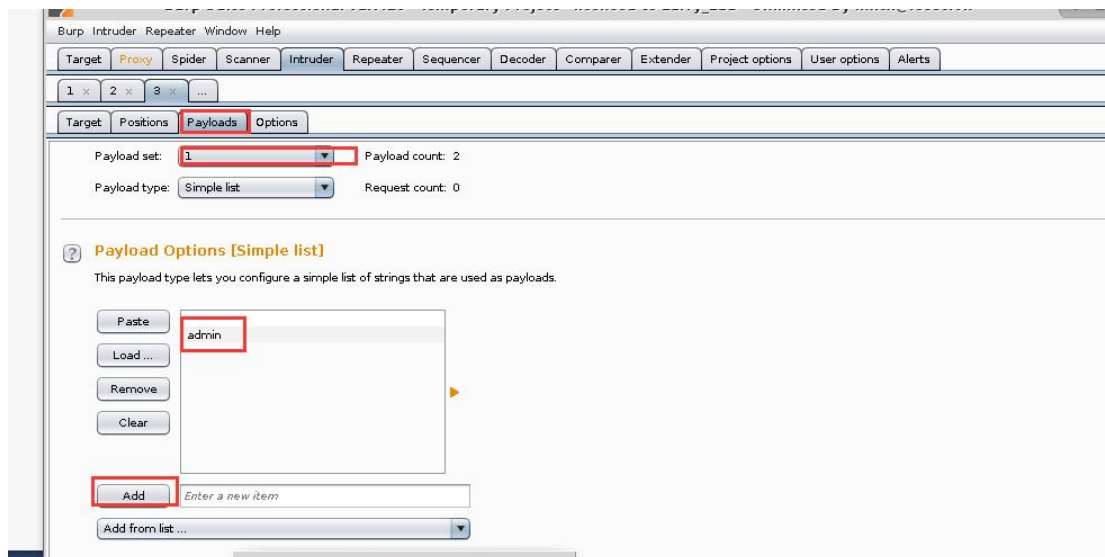 Burp Intruder Repeater Window Help
Target Proxy Spider Scanner Intruder Repeater Sequencer Decoder Comparer Extender Project options User options Alerts
1 × 2 × 3 × ...
Target Positions Payloads Options
Payload set: 1 Payload count: 2
Payload type: Simple list Request count: 0
? Payload Options [Simple list]
This payload type lets you configure a simple list of strings that are used as payloads.
Paste
admin
Load ...
Remove
Clear
Add Enter a new item
Add from list ...